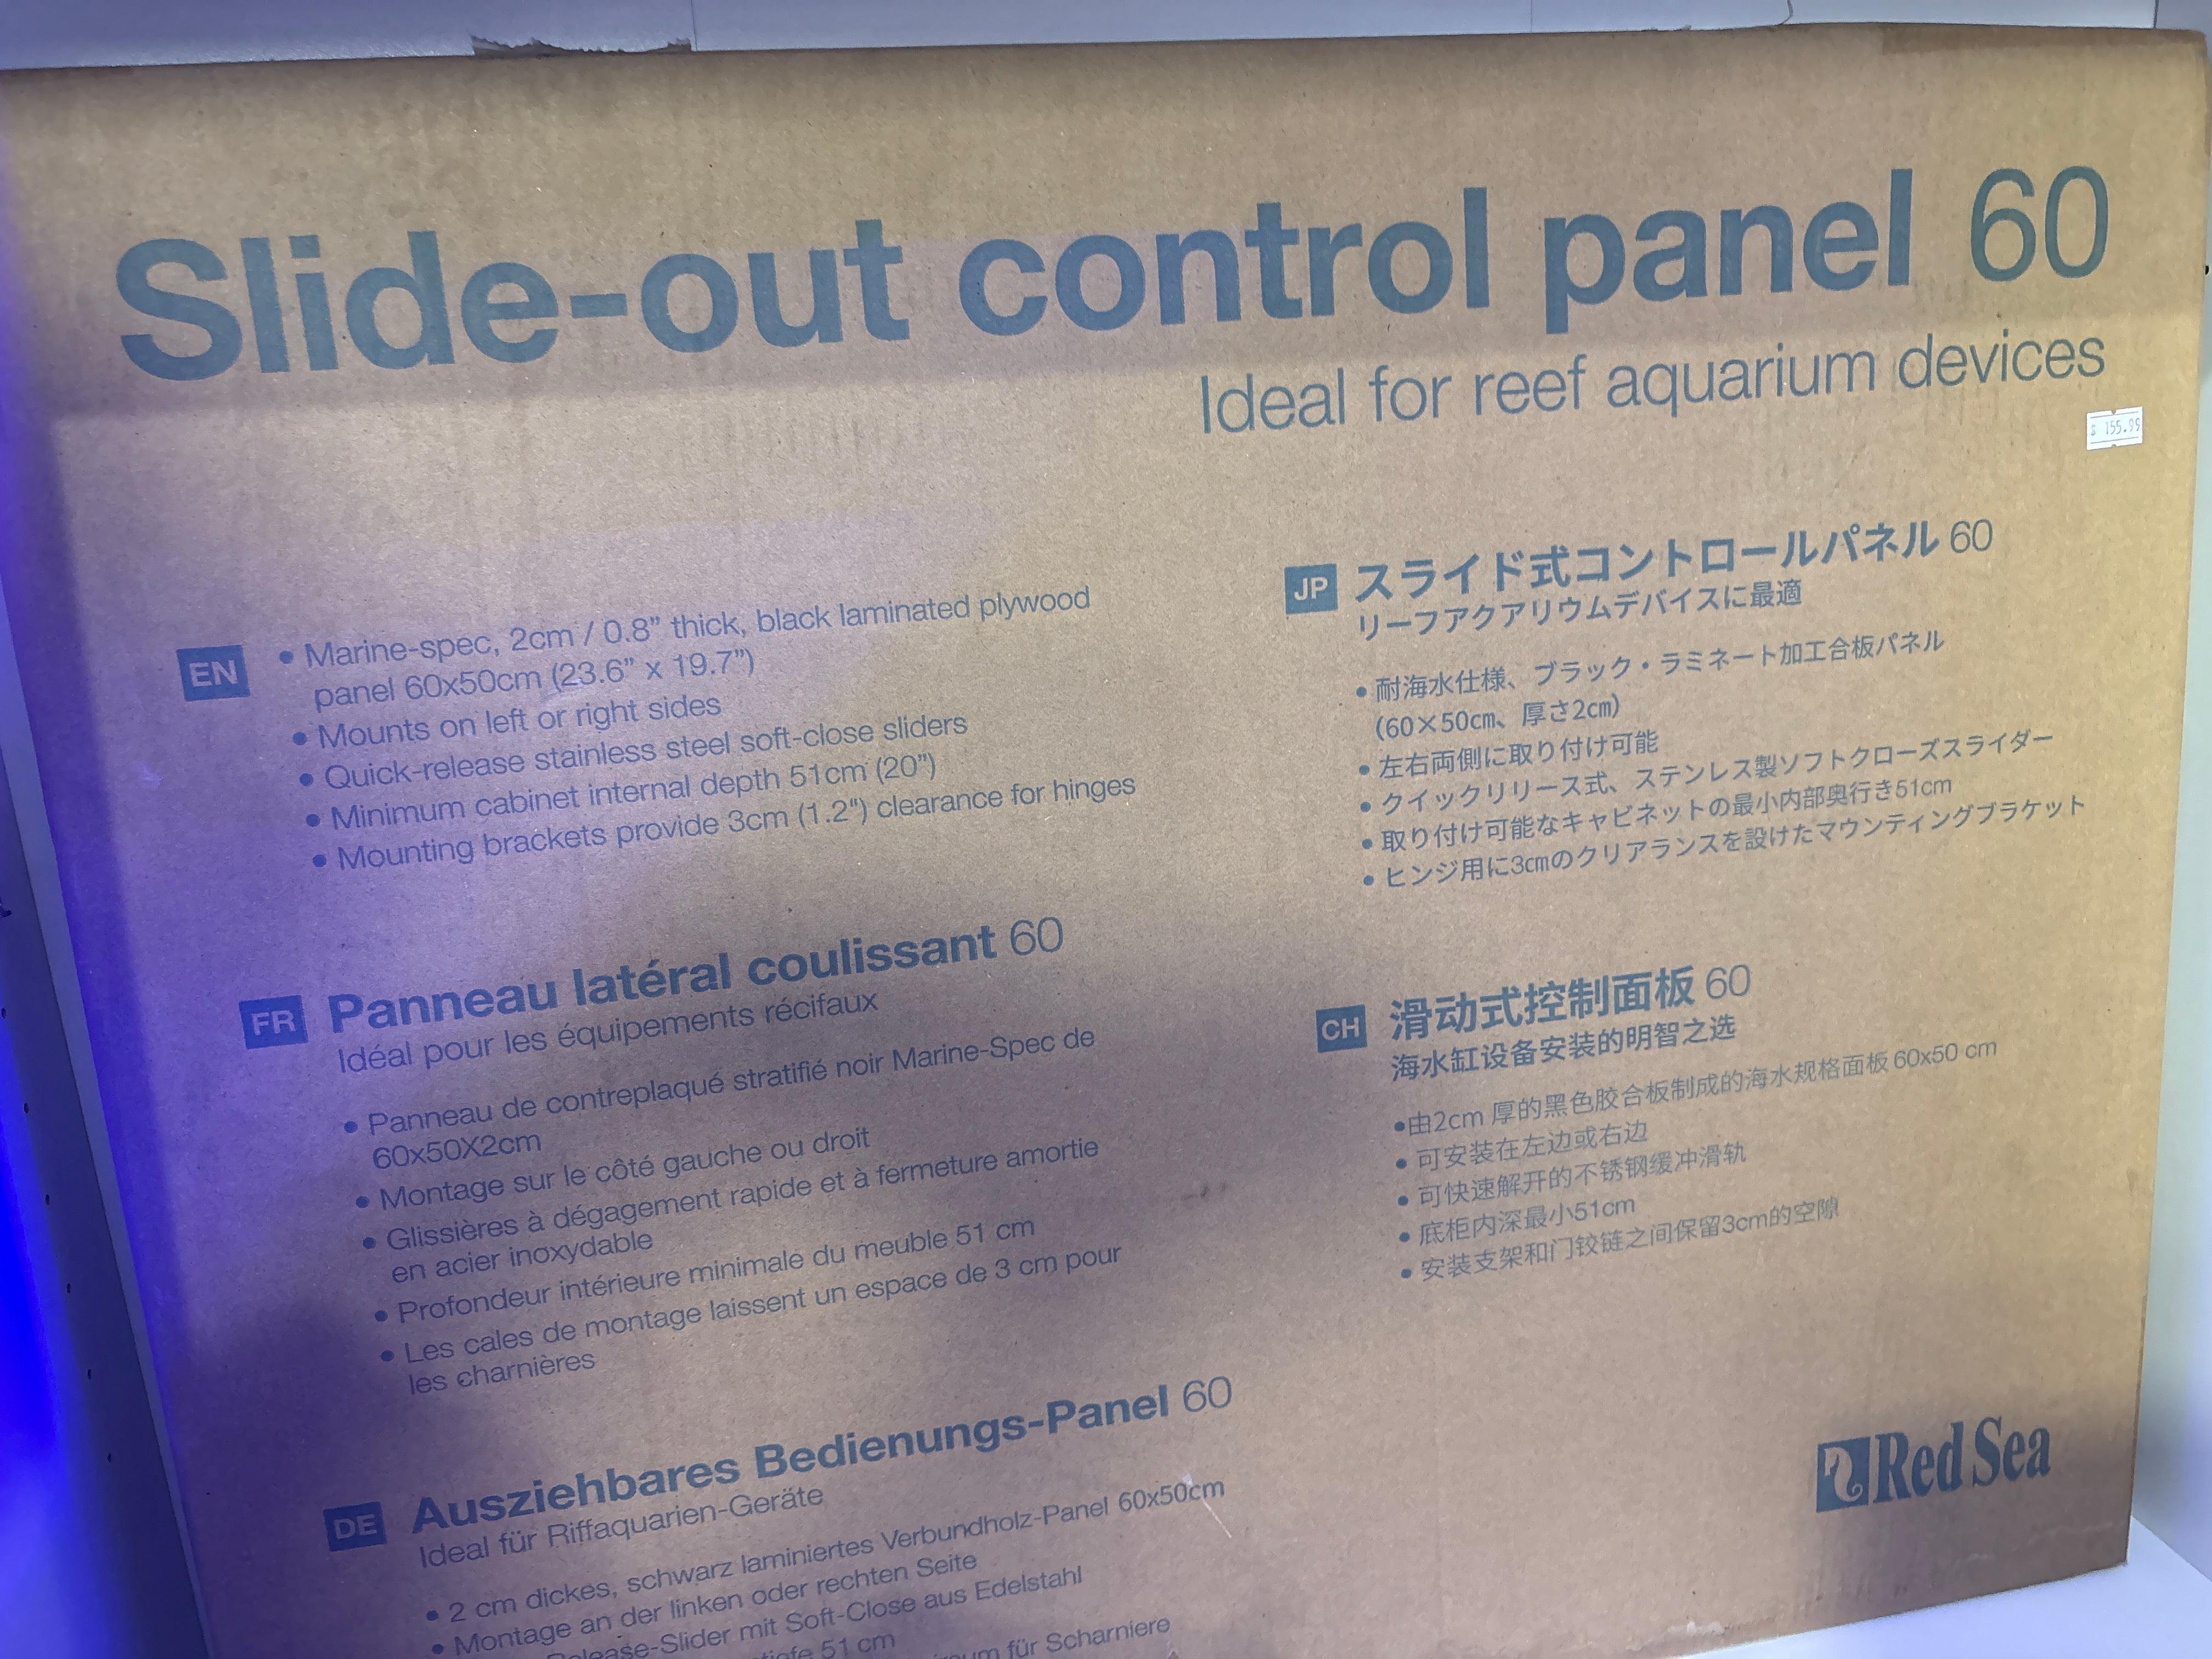 Slide-out control panel 60
Ideal for reef aquarium devices
$ 155.99
EN
• Marine-spec, 2cm / 0.8” thick, black laminated plywood
panel 60x50cm (23.6” x 19.7”)
• Mounts on left or right sides
• Quick-release stainless steel soft-close sliders
• Minimum cabinet internal depth 51cm (20”)
• Mounting brackets provide 3cm (1.2") clearance for hinges
FR Panneau latéral coulissant 60
Idéal pour les équipements récifaux
• Panneau de contreplaqué stratifié noir Marine-Spec de
60x50X2cm
• Montage sur le côté gauche ou droit
• Glissières à dégagement rapide et à fermeture amortie
en acier inoxydable
• Profondeur intérieure minimale du meuble 51 cm
• Les cales de montage laissent un espace de 3 cm pour
les charnières
DE Ausziehbares Bedienungs-Panel 60
Ideal für Riffaquarien-Geräte
• 2 cm dickes, schwarz laminiertes Verbundholz-Panel 60x50cm
• Montage an der linken oder rechten Seite
-Slider mit Soft-Close aus Edelstahl
51 cm
für Scharniere
JP スライド式コントロールパネル 60
リーフアクアリウムデバイスに最適
• 耐海水仕様、ブラック・ラミネート加工合板パネル
(60×50㎝、厚さ2㎝)
• 左右両側に取り付け可能
• クイックリリース式、ステンレス製ソフトクローズスライダー
• 取り付け可能なキャビネットの最小内部奥行き51cm
• ヒンジ用に3㎝のクリアランスを設けたマウンティングブラケット
CH 滑动式控制面板 60
海水缸设备安装的明智之选
•由2cm 厚的黑色胶合板制成的海水规格面板 60x50 cm
• 可安装在左边或右边
• 可快速解开的不锈钢缓冲滑轨
• 底柜内深最小51cm
• 安装支架和门铰链之间保留3cm的空隙
Red Sea